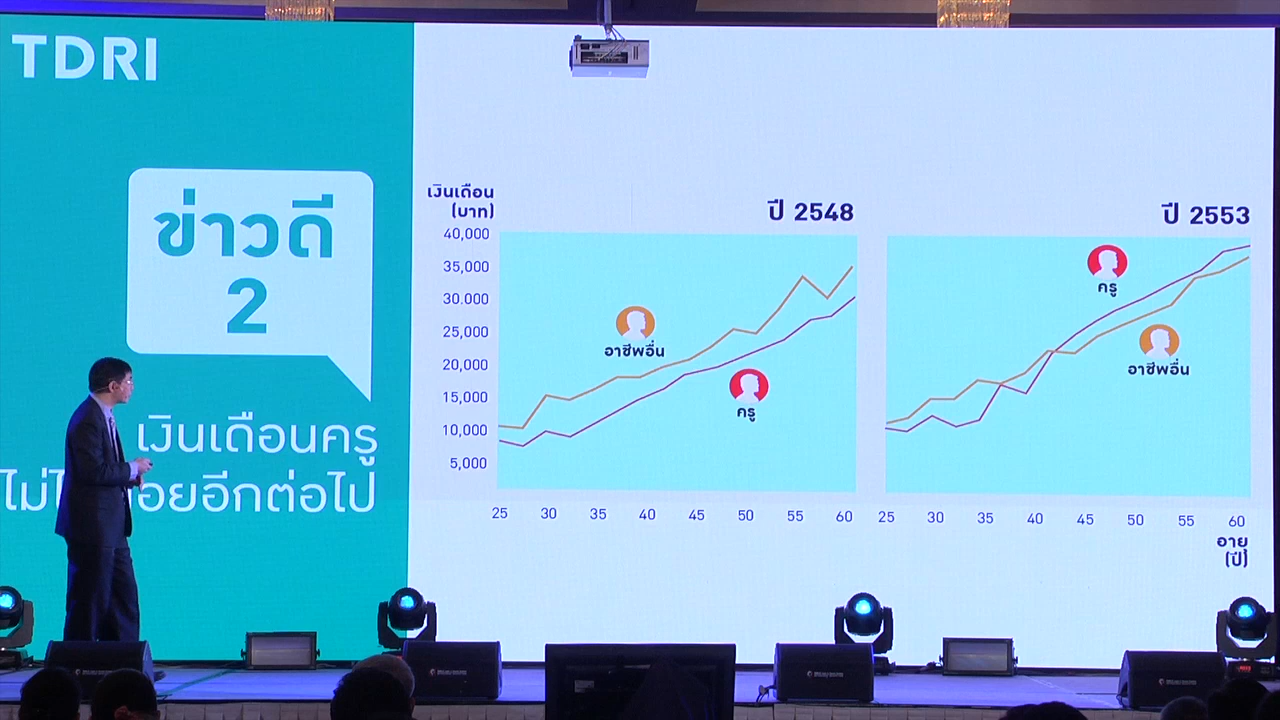 TDRI
ข่าวดี
2
เงินเดือนครู
อยอีกต่อไป
เงินเดือน
(บาท)
ปี 2548
40,000
35,000
30.000
25,000
20,000
15,000
10,000
5,000
อาชีพอื่น
ครู
25 30 35 40 45 50 55 60
ปี 2553
ครู
อาชีพอื่น
25 30 35 40 45 50 55 60
อายุ
(ปี)